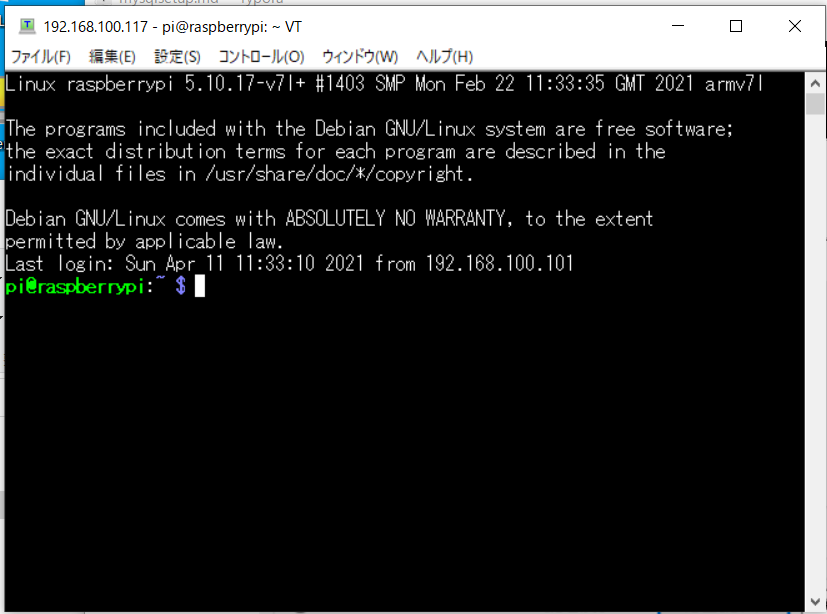 mysqlsetup.md - Typora
192.168.100.117 - pi@raspberrypi: ~ VT
ファイル(F) 編集(E) 設定(S) コントロール(O) ウィンドウ(W) ヘルプ(H)
Linux raspberrypi 5.10.17-v7l+ #1403 SMP Mon Feb 22 11:33:35 GMT 2021 armv7l
The programs included with the Debian GNU/Linux system are free software;
the exact distribution terms for each program are described in the
individual files in /usr/share/doc/*/copyright.
Debian GNU/Linux comes with ABSOLUTELY NO WARRANTY, to the extent
permitted by applicable law.
Last login: Sun Apr 11 11:33:10 2021 from 192.168.100.101
pi@raspberrypi:~ $